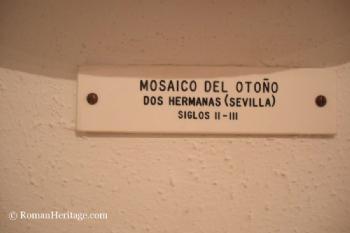 MOSAICO DEL OTOÑO
DOS HERMANAS (SEVILLA)
SIGLOS II-III
© RomanHeritage.com